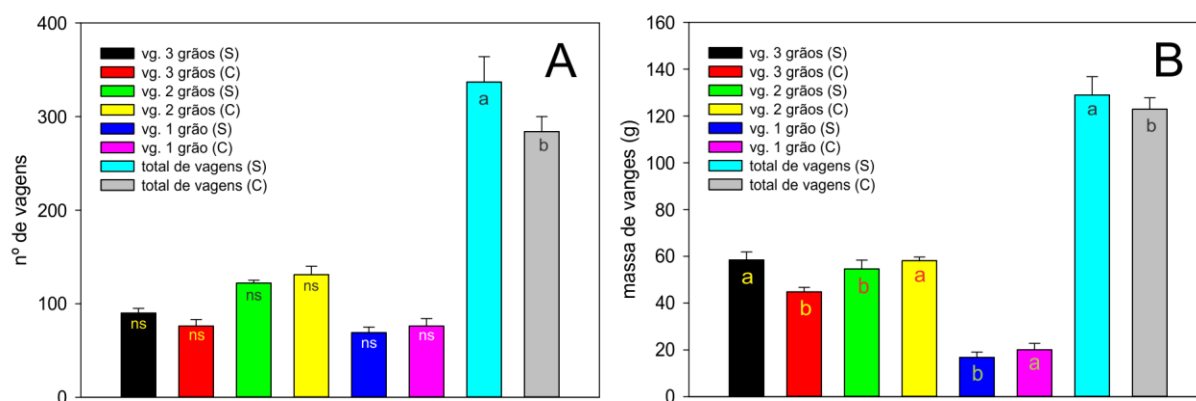 A
nº de vagens
400
300
200
100
0
vg. 3 grãos (S)
vg. 3 grãos (C)
vg. 2 grãos (S)
vg. 2 grãos (C)
vg. 1 grão (S)
vg. 1 grão (C)
total de vagens (S)
total de vagens (C)
ns
ns
ns
ns
ns
ns
a
b
B
massa de vanges (g)
160
140
120
100
80
60
40
20
0
vg. 3 grãos (S)
vg. 3 grãos (C)
vg. 2 grãos (S)
vg. 2 grãos (C)
vg. 1 grão (S)
vg. 1 grão (C)
total de vagens (S)
total de vagens (C)
a
b
b
a
b
a
a
b